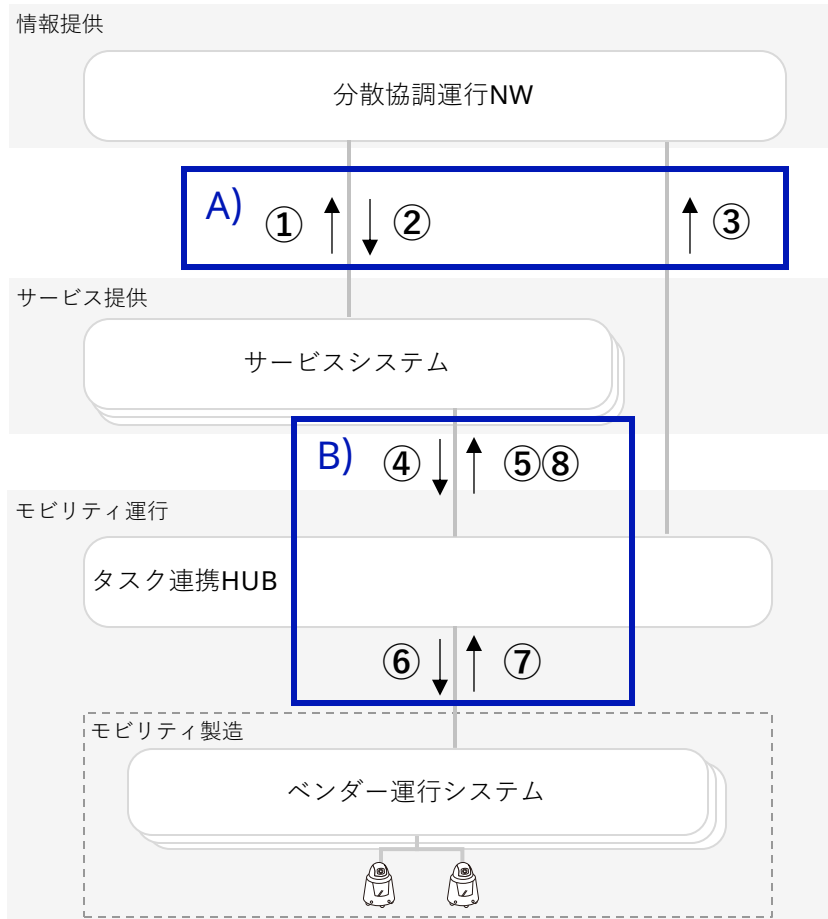 情報提供
分散協調運行NW
A) ① ② ③
サービス提供
サービスシステム
B) ④ ⑤⑧
モビリティ運行
タスク連携HUB
⑥ ⑦
モビリティ製造
ベンダー運行システム